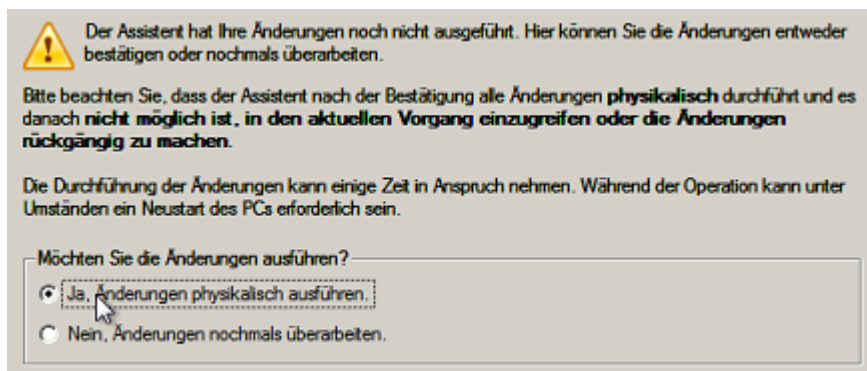 Der Assistent hat Ihre Änderungen noch nicht ausgeführt. Hier können Sie die Änderungen entweder
bestätigen oder nochmals überarbeiten.
Bitte beachten Sie, dass der Assistent nach der Bestätigung alle Änderungen physikalisch durchführt und es
danach nicht möglich ist, in den aktuellen Vorgang einzugreifen oder die Änderungen
rückgängig zu machen.
Die Durchführung der Änderungen kann einige Zeit in Anspruch nehmen. Während der Operation kann unter
Umständen ein Neustart des PCs erforderlich sein.
Möchten Sie die Änderungen ausführen?
Ja, Änderungen physikalisch ausführen.
Nein, Änderungen nochmals überarbeiten.